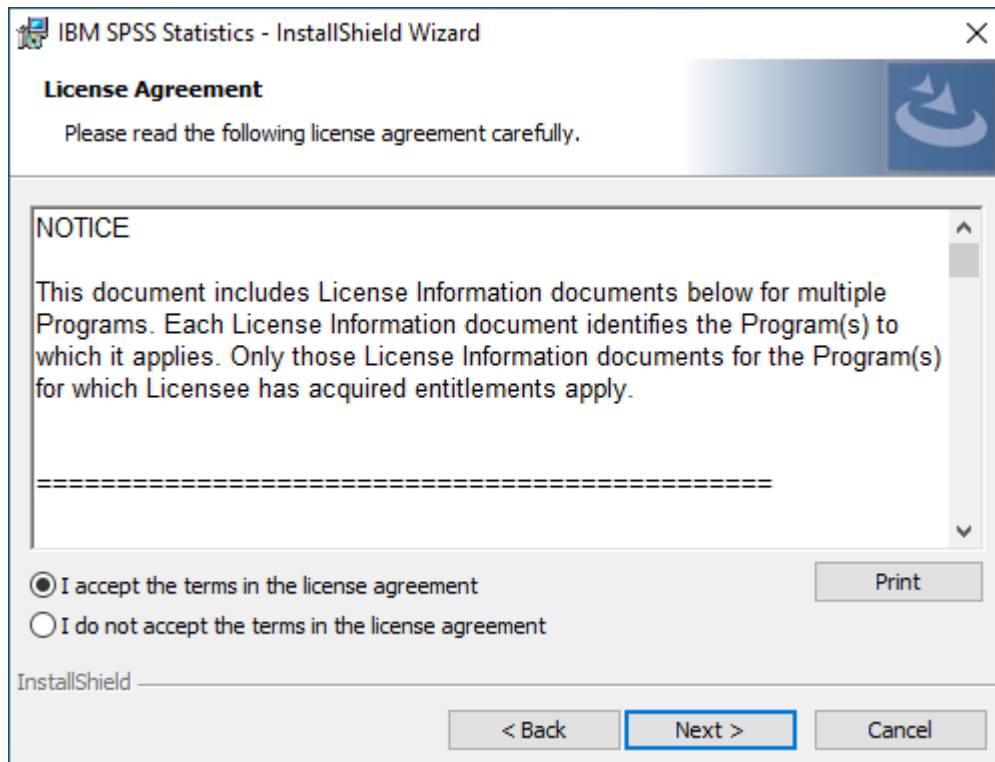 IBM SPSS Statistics - InstallShield Wizard
License Agreement
Please read the following license agreement carefully.
NOTICE
This document includes License Information documents below for multiple
Programs. Each License Information document identifies the Program(s) to
which it applies. Only those License Information documents for the Program(s)
for which Licensee has acquired entitlements apply.
==============================================
I accept the terms in the license agreement
Print
I do not accept the terms in the license agreement
InstallShield
< Back
Next >
Cancel